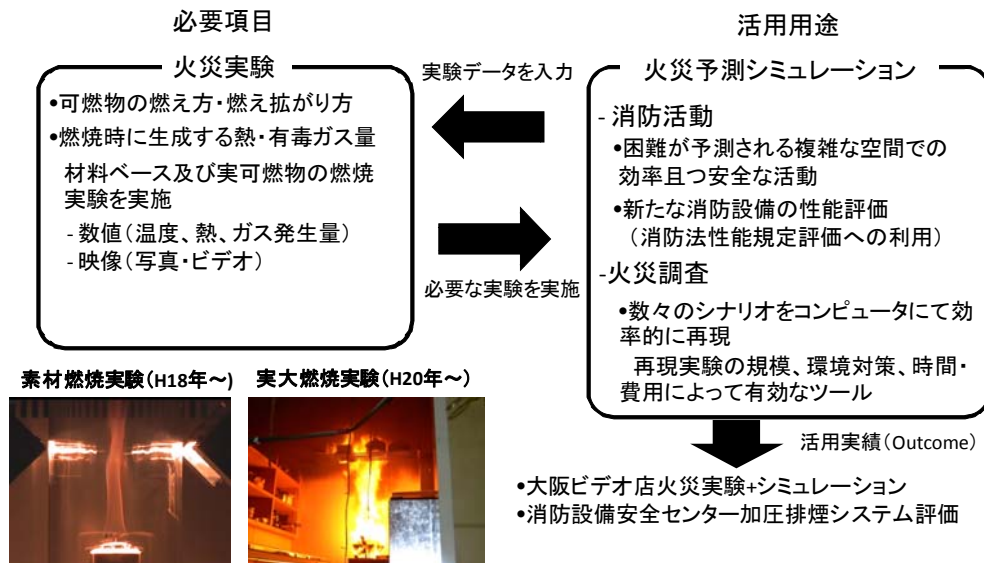 必要項目
火災実験
•可燃物の燃え方・燃え拡がり方
•燃焼時に生成する熱・有毒ガス量
材料ベース及び実可燃物の燃焼
実験を実施
- 数値（温度、熱、ガス発生量）
- 映像（写真・ビデオ）
実験データを入力
必要な実験を実施
活用用途
火災予測シミュレーション
- 消防活動
•困難が予測される複雑な空間での
効率且つ安全な活動
•新たな消防設備の性能評価
（消防法性能規定評価への利用）
-火災調査
•数々のシナリオをコンピュータにて効
率的に再現
再現実験の規模、環境対策、時間・
費用によって有効なツール
素材燃焼実験（H18年～）
実大燃焼実験（H20年～）
活用実績（Outcome）
•大阪ビデオ店火災実験+シミュレーション
•消防設備安全センター加圧排煙システム評価